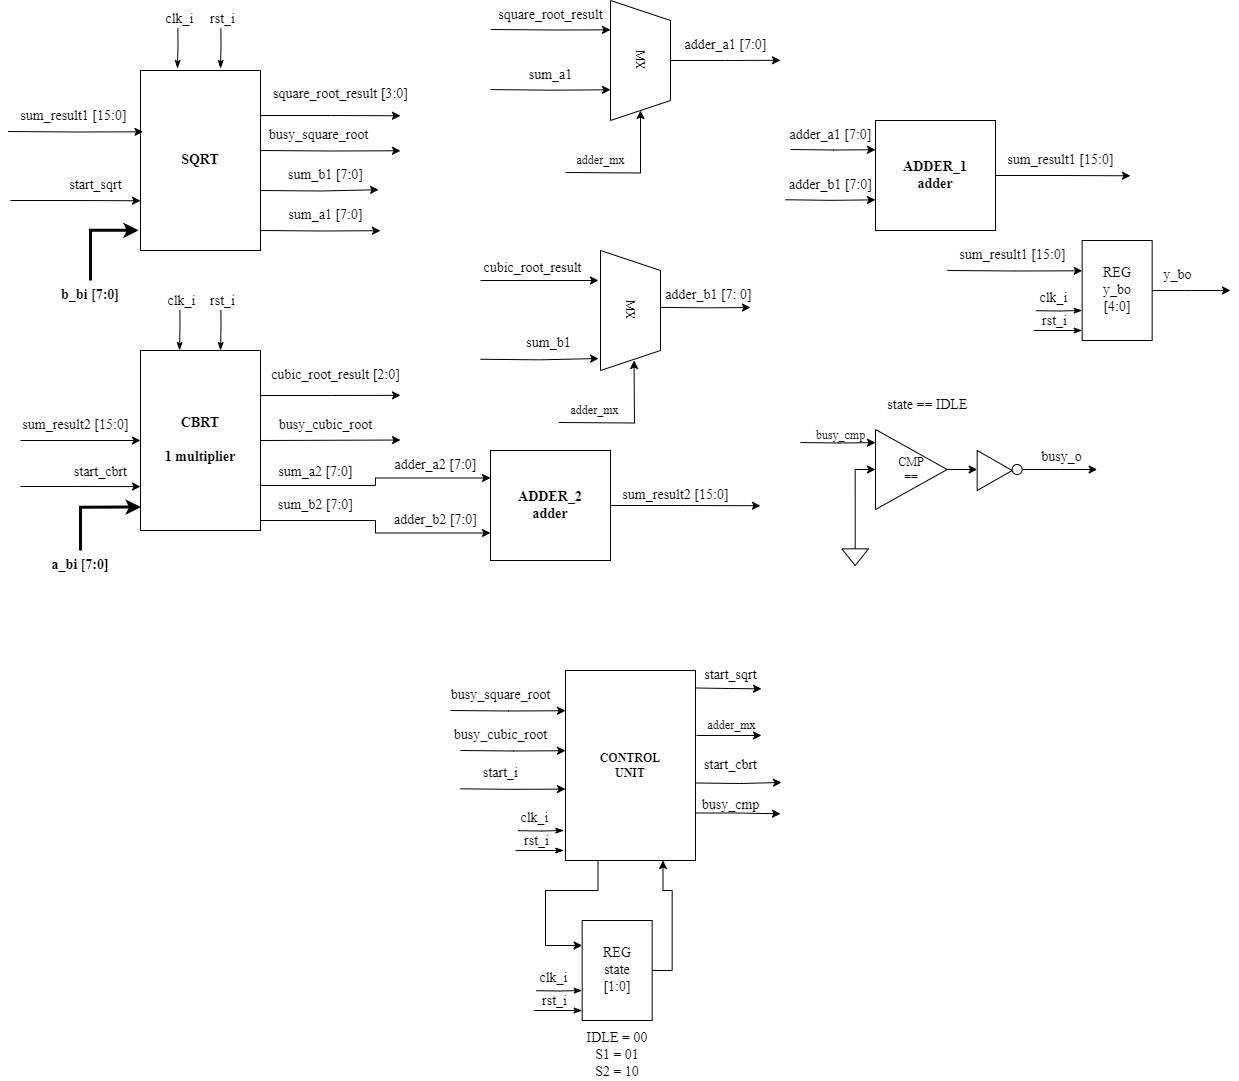 clk_i
rst_i
sum_result1 [15:0]
start_sqrt
b_bi [7:0]
SQRT
square_root_result [3:0]
busy_square_root
sum_b1 [7:0]
sum_a1 [7:0]
clk_i
rst_i
sum_result2 [15:0]
start_cbrt
a_bi [7:0]
CBRT
1 multiplier
cubic_root_result [2:0]
busy_cubic_root
sum_a2 [7:0]
sum_b2 [7:0]
adder_a2 [7:0]
adder_b2 [7:0]
ADDER_2
adder
sum_result2 [15:0]
square_root_result
sum_a1
MX
adder_mx
adder_a1 [7:0]
cubic_root_result
sum_b1
MX
adder_mx
adder_b1 [7: 0]
adder_a1 [7:0]
adder_b1 [7:0]
ADDER_1
adder
sum_result1 [15:0]
sum_result1 [15:0]
clk_i
rst_i
REG
y_bo
[4:0]
y_bo
state == IDLE
busy_cmp
CMP
==
busy_o
busy_square_root
busy_cubic_root
start_i
clk_i
rst_i
CONTROL
UNIT
start_sqrt
adder_mx
start_cbrt
busy_cmp
REG
state
[1:0]
clk_i
rst_i
IDLE = 00
S1 = 01
S2 = 10